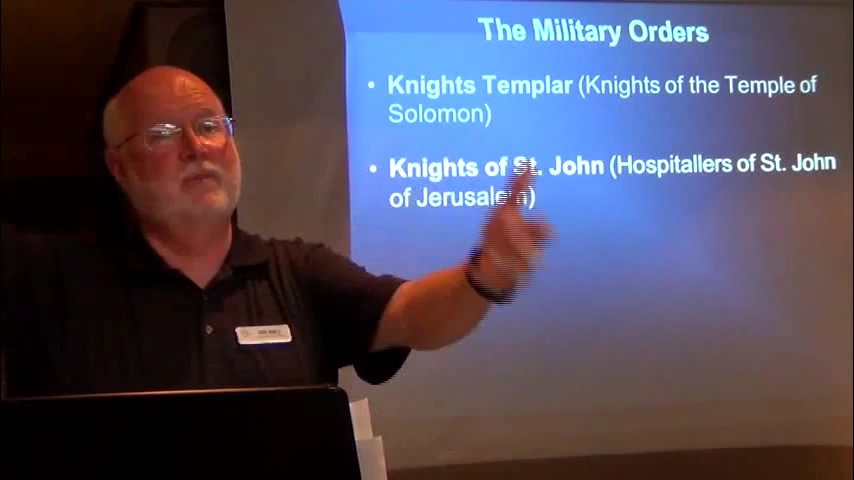 The Military Orders
• Knights Templar (Knights of the Temple of
Solomon)
• Knights of St. John (Hospitallers of St. John
of Jerusalem)